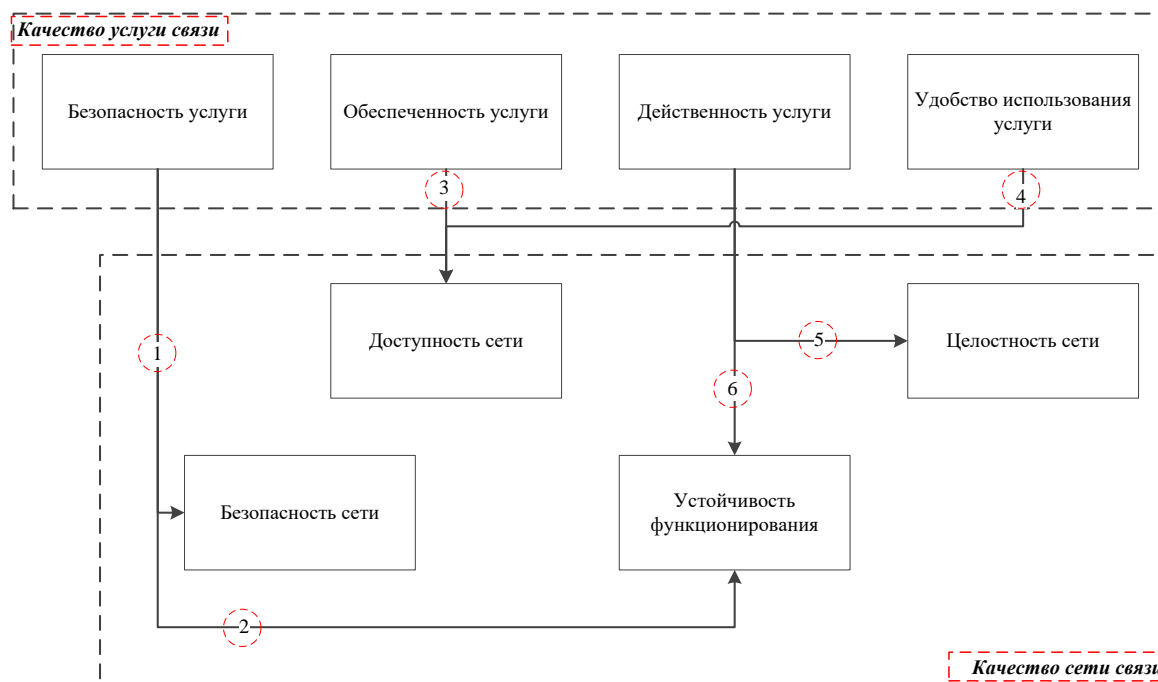 Качество услуги связи
Безопасность услуги
Обеспеченность услуги
Действенность услуги
Удобство использования
услуги
3
4
Доступность сети
5
Целостность сети
1
6
Безопасность сети
Устойчивость
функционирования
2
Качество сети связи